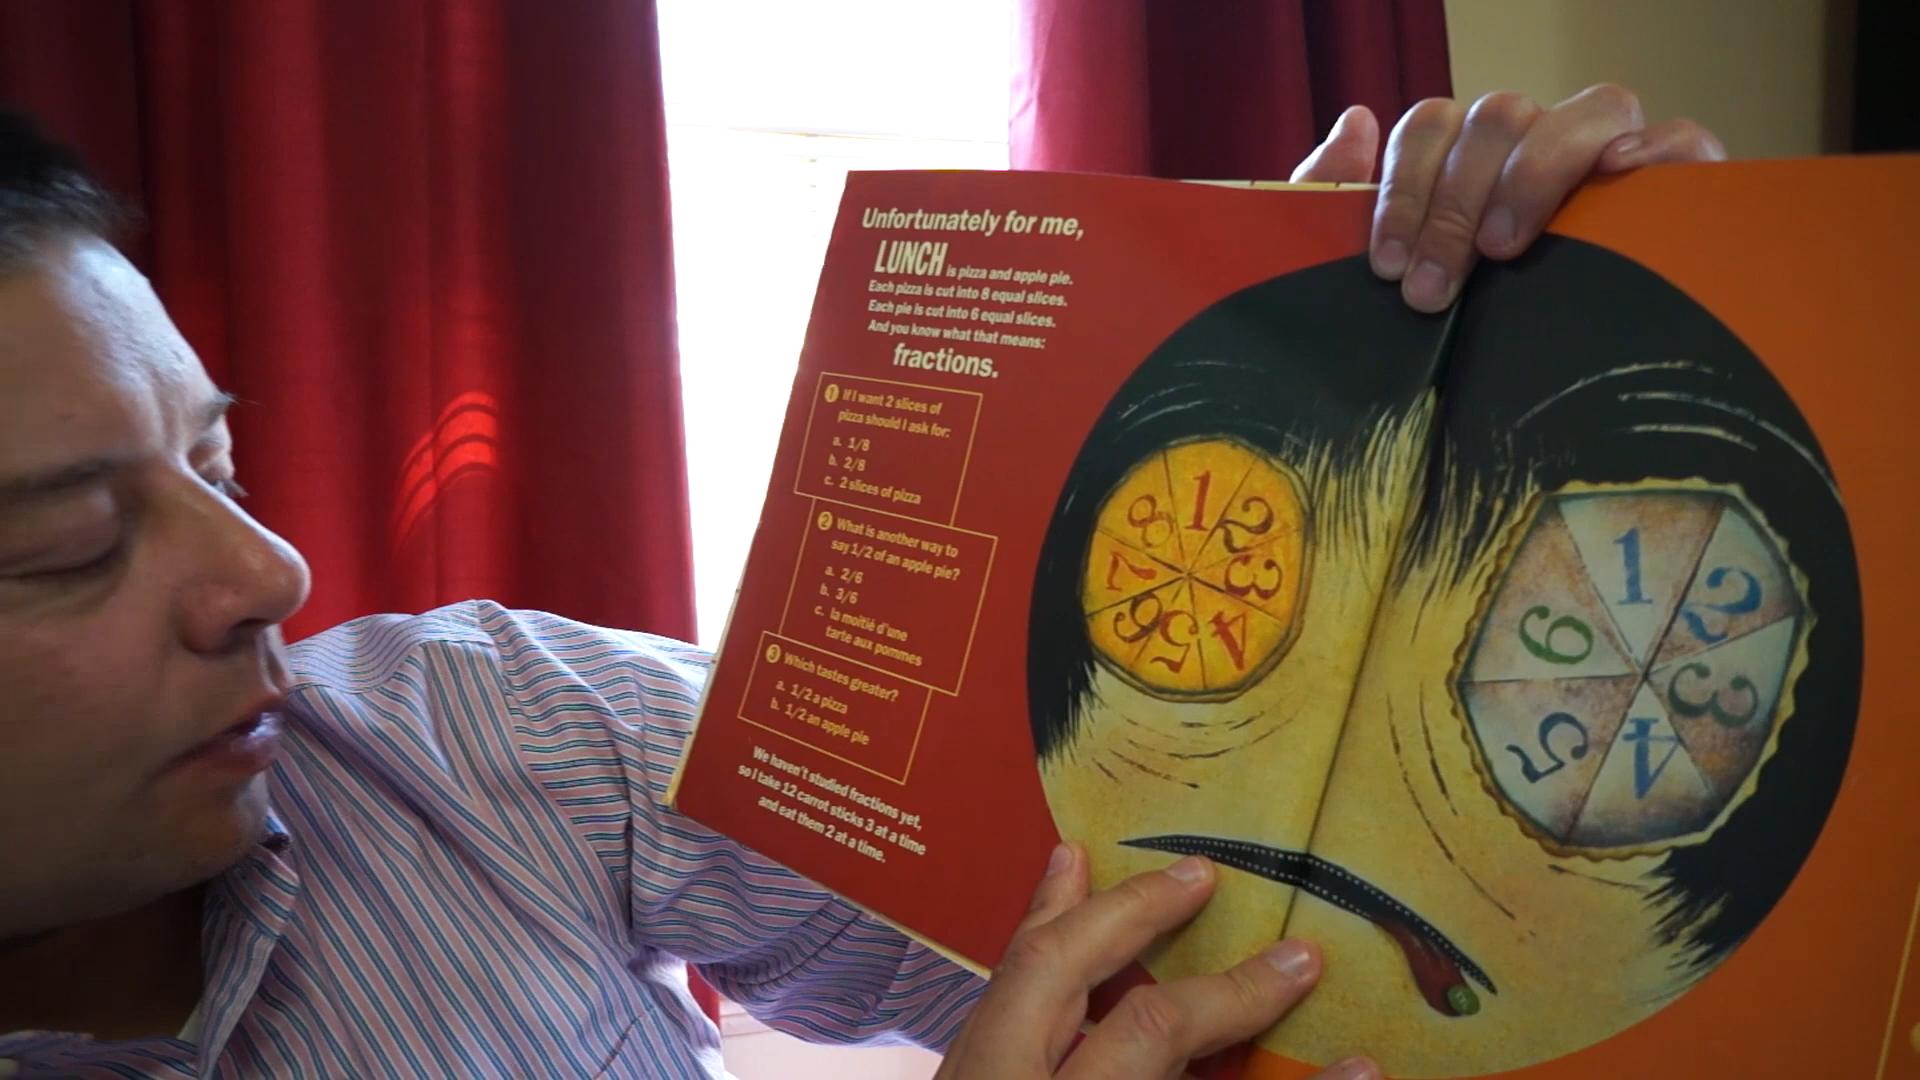 Unfortunately for me,
LUNCH is pizza and apple pie.
Each pizza is cut into 8 equal slices.
Each pie is cut into 6 equal slices.
And you know what that means:
fractions.
1 If I want 2 slices of
pizza should I ask for:
a. 1/8
b. 2/8
c. 2 slices of pizza
2 What is another way to
say 1/2 of an apple pie?
a. 2/6
b. 3/6
c. la moitié d'une
tarte aux pommes
3 Which tastes greater?
a. 1/2 a pizza
b. 1/2 an apple pie
We haven't studied fractions yet,
so I take 12 carrot sticks 3 at a time
and eat them 2 at a time.
1
2
3
4
5
6
7
8
1
2
3
4
5
6